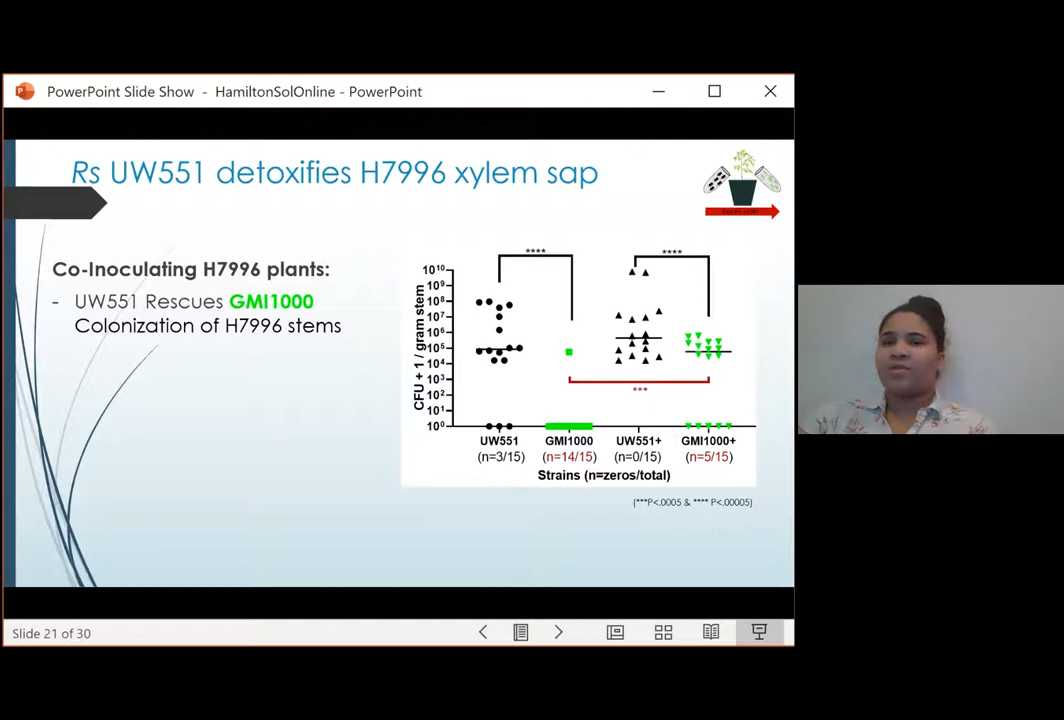 PowerPoint Slide Show - HamiltonSolOnline - PowerPoint
Rs UW551 detoxifies H7996 xylem sap
Co-Inoculating H7996 plants:
- UW551 Rescues GMI1000
Colonization of H7996 stems
CFU + 1 / gram stem
10¹⁰
10⁹
10⁸
10⁷
10⁶
10⁵
10⁴
10³
10²
10¹
10⁰
****
****
***
UW551 GMI1000 UW551+ GMI1000+
(n=3/15) (n=14/15) (n=0/15) (n=5/15)
Strains (n=zeros/total)
(***P<.0005 & **** P<.00005)
Slide 21 of 30